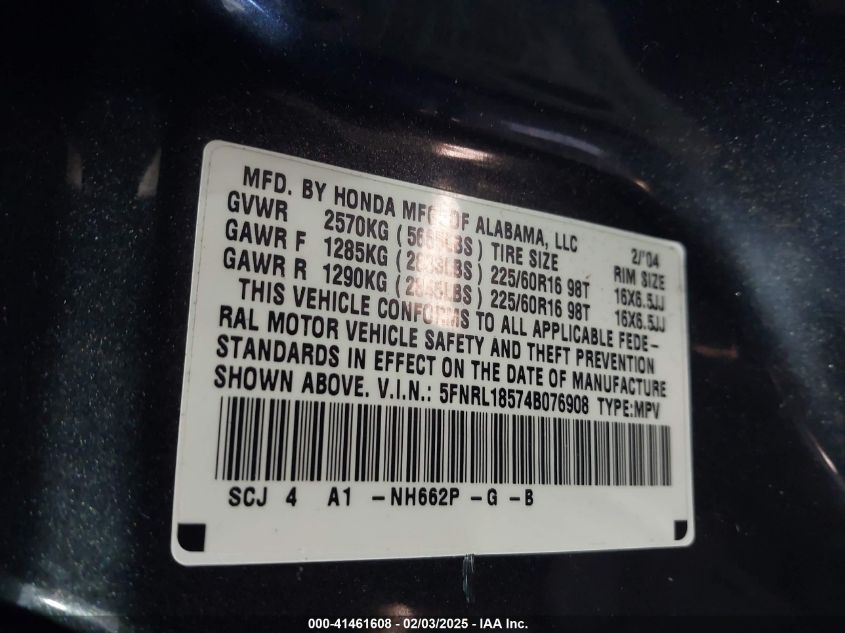 MFD. BY HONDA MFG. OF ALABAMA, LLC 2/'04
GVWR 2570KG ( TIRE SIZE RIM SIZE
GAWR F 1285KG ( 225/60R16 98T 16X6.5JJ
GAWR R 1290KG ( 225/60R16 98T 16X6.5JJ
THIS VEHICLE CONFORMS TO ALL APPLICABLE FEDE-
RAL MOTOR VEHICLE SAFETY AND THEFT PREVENTION
STANDARDS IN EFFECT ON THE DATE OF MANUFACTURE
SHOWN ABOVE. V.I.N.: 5FNRL18574B076908 TYPE:MPV
SCJ 4 A1 -NH662P -G -B
000-41461608 - 02/03/2025 - IAA Inc.